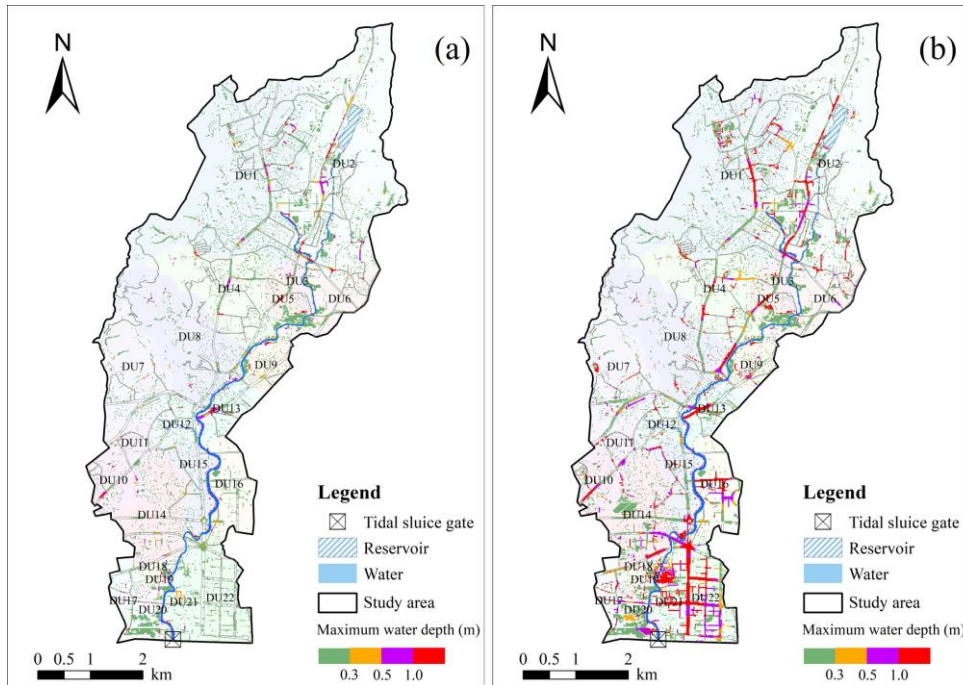 N
(a)
DU1
DU2
DU3
DU4
DU5
DU6
DU8
DU7
DU9
DU13
DU12
DU11
DU15
DU10
DU16
DU14
DU18
DU19
DU17
DU21
DU22
DU20
Legend
Tidal sluice gate
Reservoir
Water
Study area
Maximum water depth (m)
0.3 0.5 1.0
0 0.5 1 2
km
N
(b)
DU2
DU1
DU3
DU4
DU5
DU6
DU8
DU7
DU9
DU13
DU12
DU11
DU15
DU10
DU16
DU14
DU18
DU19
DU17
DU21
DU22
DU20
Legend
Tidal sluice gate
Reservoir
Water
Study area
Maximum water depth (m)
0.3 0.5 1.0
0 0.5 1 2
km